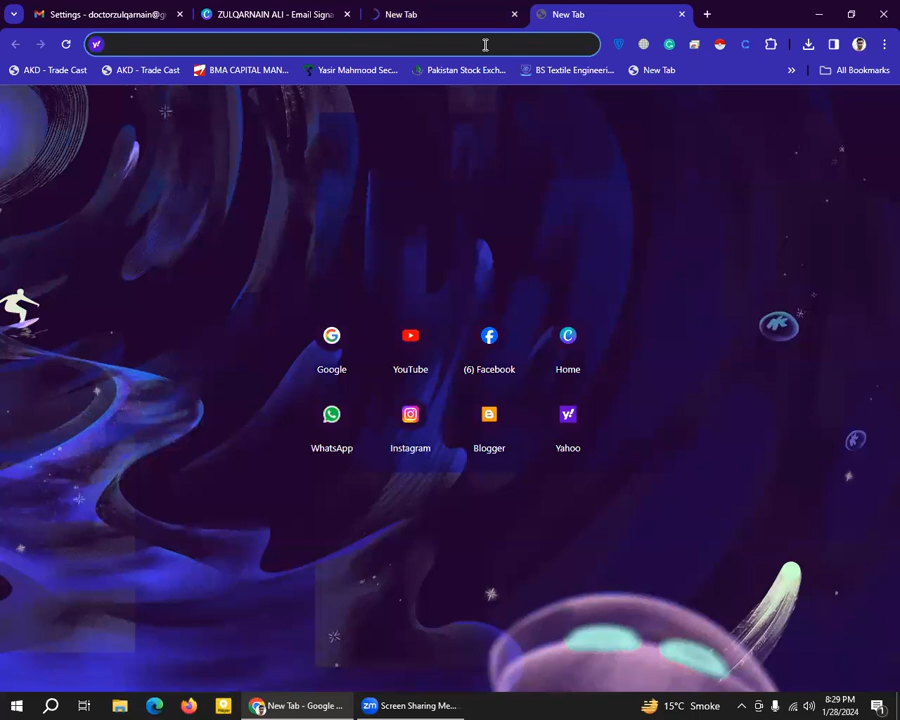 Settings - doctorzulqarnain@g
ZULQARNAIN ALI - Email Signa
New Tab
New Tab
AKD - Trade Cast
AKD - Trade Cast
BMA CAPITAL MAN...
Yasir Mahmood Sec...
Pakistan Stock Exch...
BS Textile Engineeri...
New Tab
»
All Bookmarks
Google
YouTube
(6) Facebook
Home
WhatsApp
Instagram
Blogger
Yahoo
New Tab - Google ...
Screen Sharing Me...
15°C Smoke
8:29 PM
1/28/2024